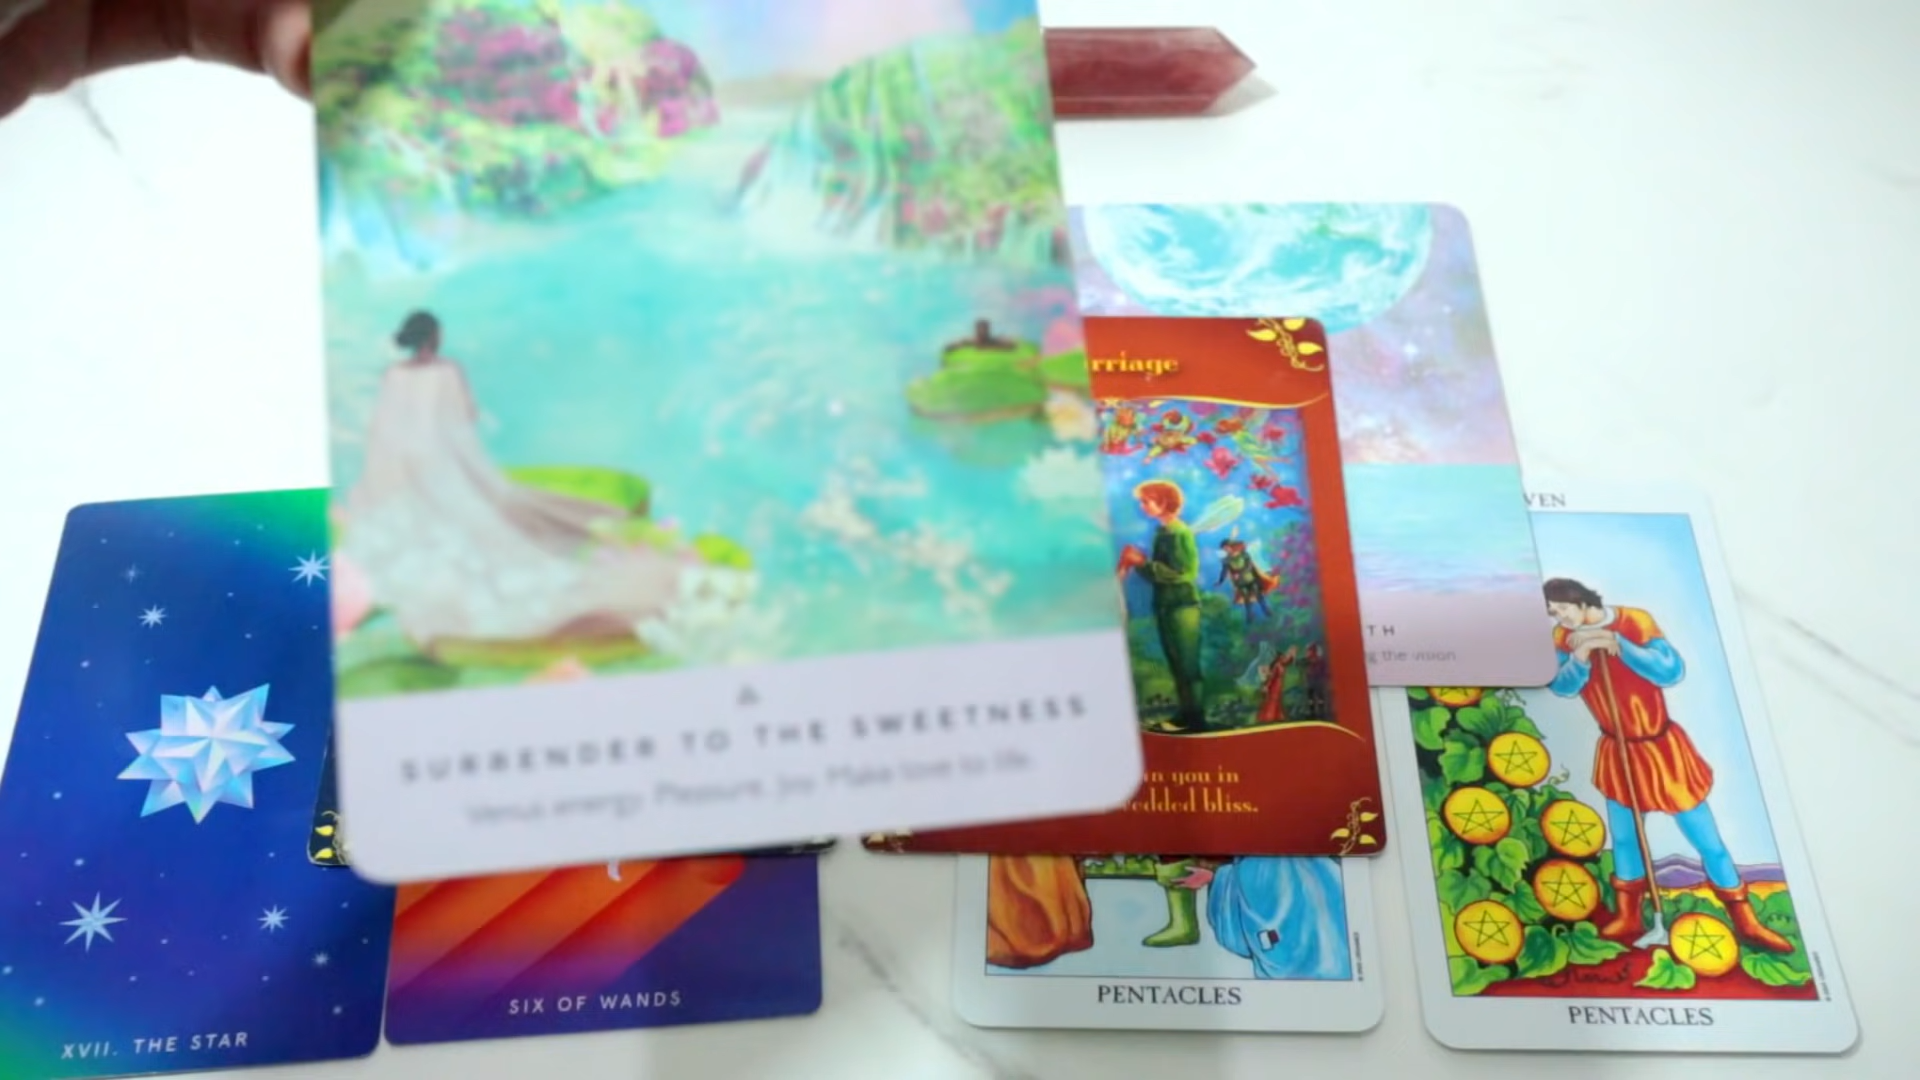 SURRENDER TO THE SWEETNESS
Venus energy. Pleasure. Joy. Make love to life.
rriage
n you in
edded bliss.
TH
g the vision
VEN
PENTACLES
PENTACLES
SIX OF WANDS
XVII. THE STAR